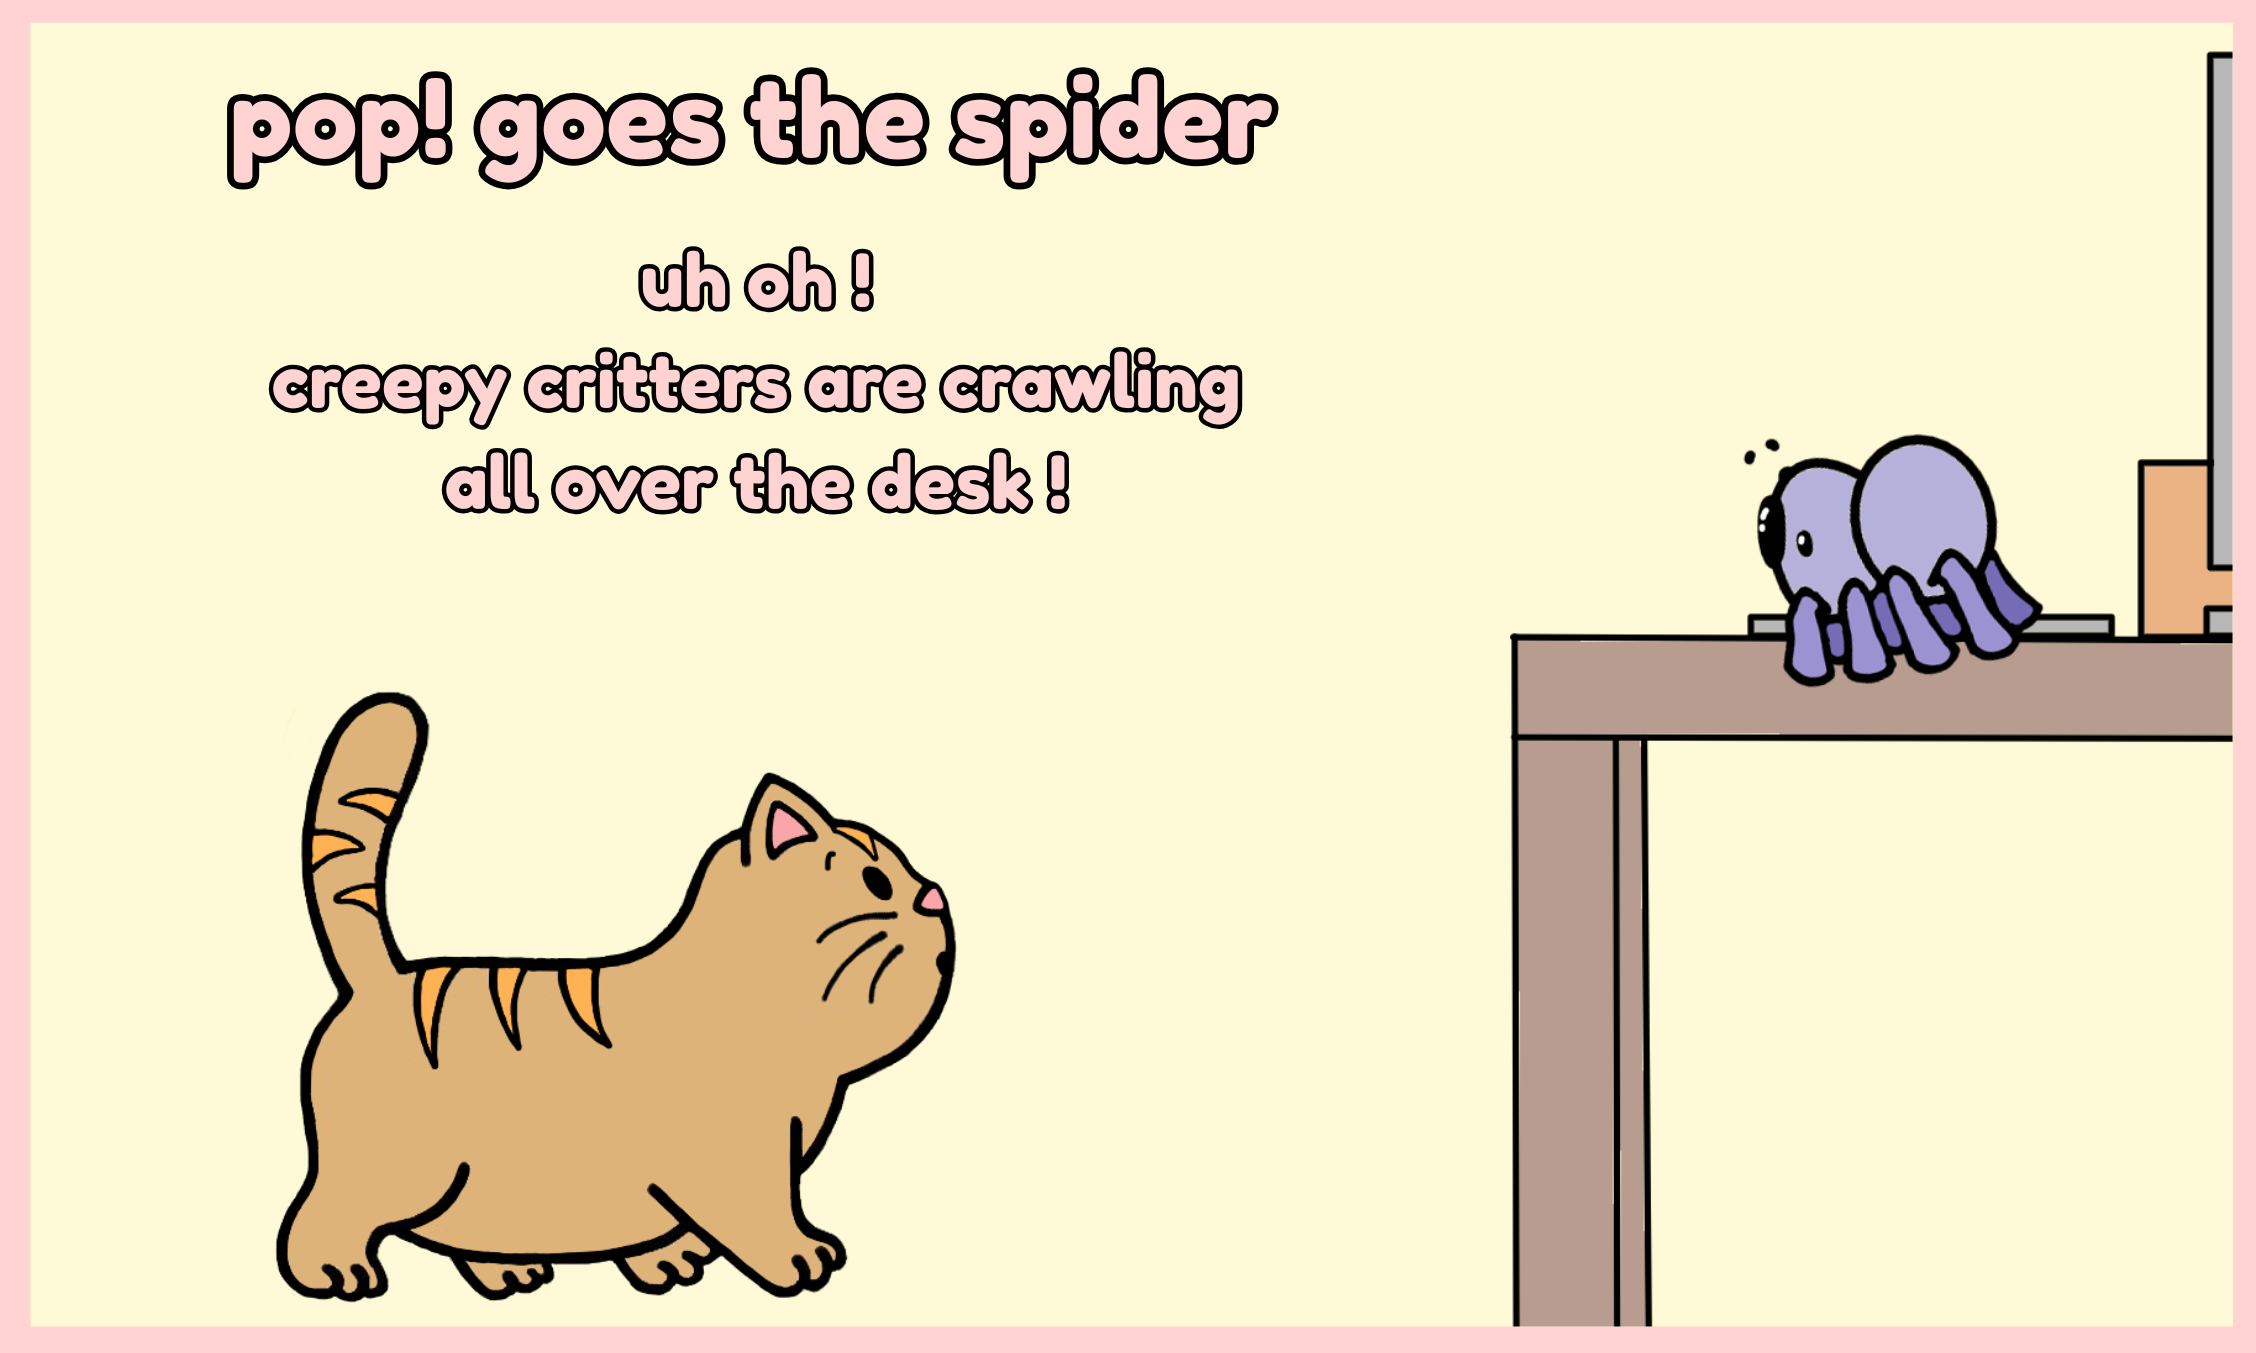 pop! goes the spider
uh oh !
creepy critters are crawling
all over the desk !